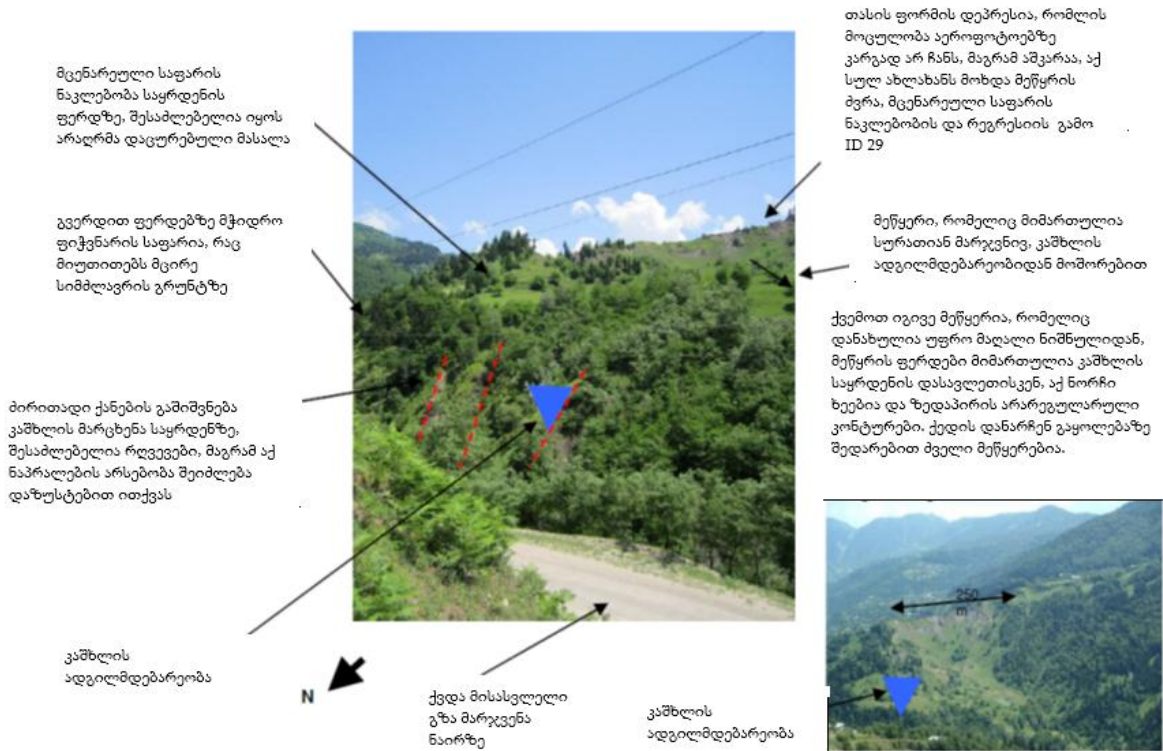 მცენარეული საფარის
ნაკლებობა საყრდენის
ფერდზე, შესაძლებელია იყოს
არაღრმა დაცურებული მასალა
თასის ფორმის დეპრესია, რომლის
მოცულობა აეროფოტოებზე
კარგად არ ჩანს, მაგრამ აშკარაა, აქ
სულ ახლახანს მოხდა მეწყრის
ძვრა, მცენარეული საფარის
ნაკლებობის და რეგრესიის გამო
ID 29
გვერდით ფერდებზე მჭიდრო
ფიჭვნარის საფარია, რაც
მიუთითებს მცირე
სიმძლავრის გრუნტზე
მეწყერი, რომელიც მიმართულია
სურათიან მარჯვნივ, კაშხლის
ადგილმდებარეობიდან მოშორებით
ქვემოთ იგივე მეწყერია, რომელიც
დანახულია უფრო მაღალი ნიშნულიდან,
მეწყრის ფერდები მიმართულია კაშხლის
საყრდენის დასავლეთისკენ, აქ ნორჩი
ხეებია და ზედაპირის არარეგულარული
კონტურები. ქედის დანარჩენ გაყოლებაზე
შედარებით ძველი მეწყერებია.
ძირითადი ქანების გაშიშვნება
კაშხლის მარცხენა საყრდენზე,
შესაძლებელია რღვევები, მაგრამ აქ
ნაპრალების არსებობა შეიძლება
დაზუსტებით ითქვას
250
m
კაშხლის
ადგილმდებარეობა
N
ქვდა მისასვლელი
გზა მარჯვენა
ნაირზე
კაშხლის
ადგილმდებარეობა